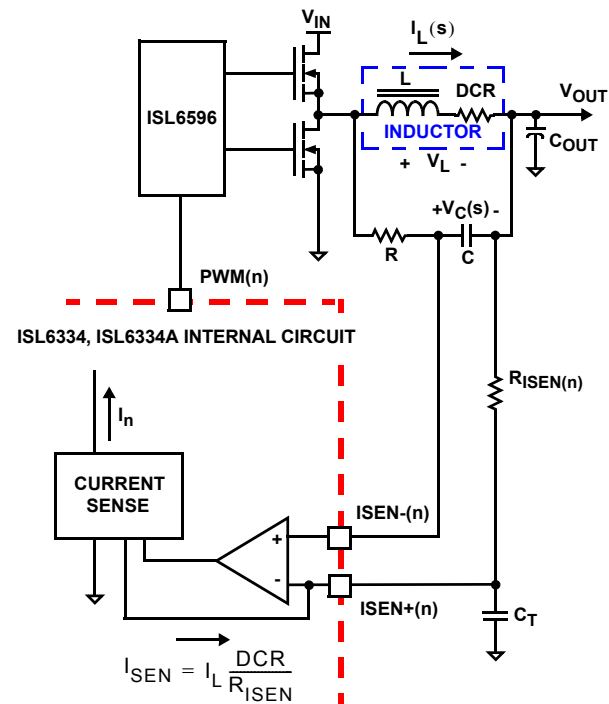 V_IN
I_L(s)
L
DCR
V_OUT
ISL6596
INDUCTOR
C_OUT
+ V_L -
+V_C(s) -
R
C
PWM(n)
ISL6334, ISL6334A INTERNAL CIRCUIT
R_ISEN(n)
I_n
CURRENT
SENSE
ISEN-(n)
+
-
ISEN+(n)
C_T
I_SEN = I_L DCR/R_ISEN